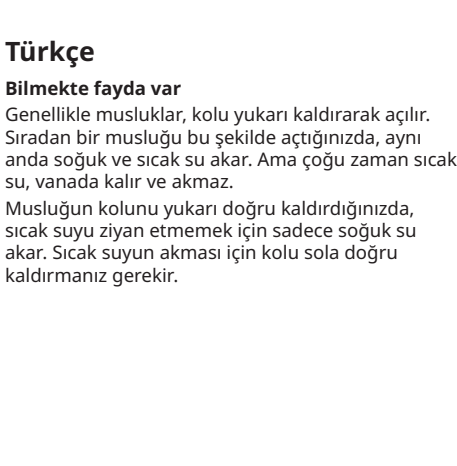 Türkçe
Bilmekte fayda var
Genellikle musluklar, kolu yukarı kaldırarak açılır.
Sıradan bir musluğu bu şekilde açtığınızda, aynı
anda soğuk ve sıcak su akar. Ama çoğu zaman sıcak
su, vanada kalır ve akmaz.
Musluğun kolunu yukarı doğru kaldırdığınızda,
sıcak suyu ziyan etmemek için sadece soğuk su
akar. Sıcak suyun akması için kolu sola doğru
kaldırmanız gerekir.